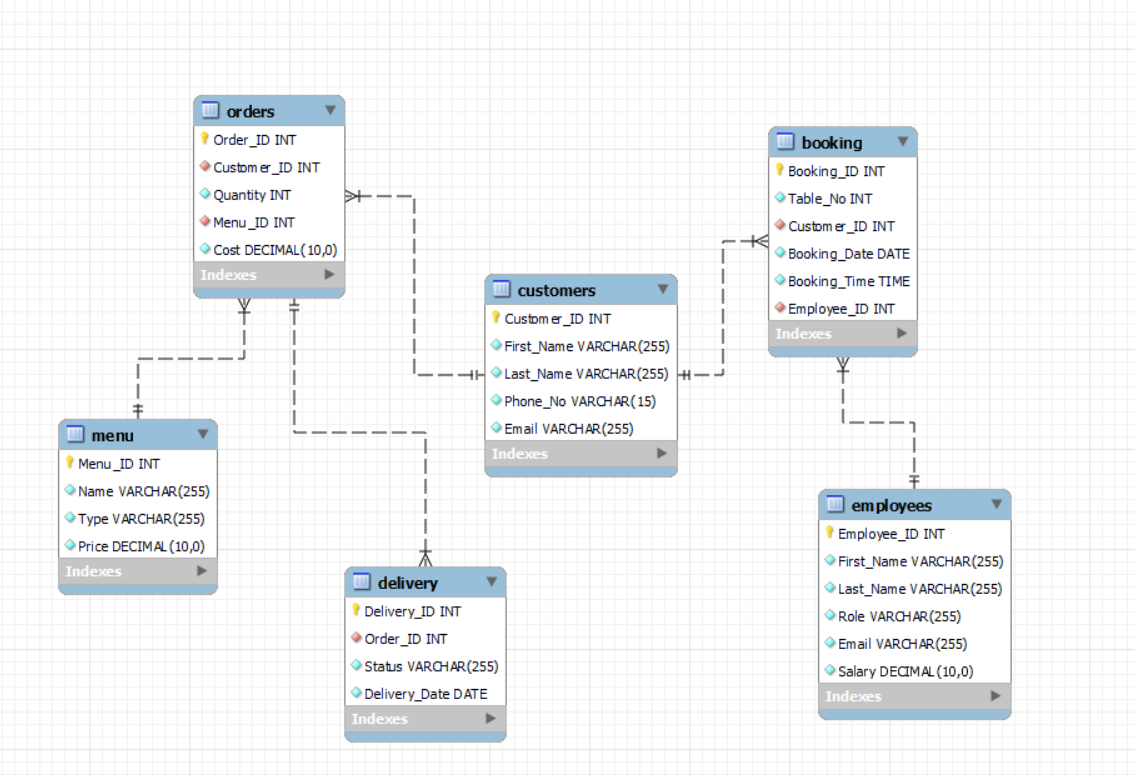 orders
Order_ID INT
Customer_ID INT
Quantity INT
Menu_ID INT
Cost DECIMAL(10,0)
Indexes
booking
Booking_ID INT
Table_No INT
Customer_ID INT
Booking_Date DATE
Booking_Time TIME
Employee_ID INT
Indexes
customers
Customer_ID INT
First_Name VARCHAR(255)
Last_Name VARCHAR(255)
Phone_No VARCHAR(15)
Email VARCHAR(255)
Indexes
menu
Menu_ID INT
Name VARCHAR(255)
Type VARCHAR(255)
Price DECIMAL(10,0)
Indexes
delivery
Delivery_ID INT
Order_ID INT
Status VARCHAR(255)
Delivery_Date DATE
Indexes
employees
Employee_ID INT
First_Name VARCHAR(255)
Last_Name VARCHAR(255)
Role VARCHAR(255)
Email VARCHAR(255)
Salary DECIMAL(10,0)
Indexes